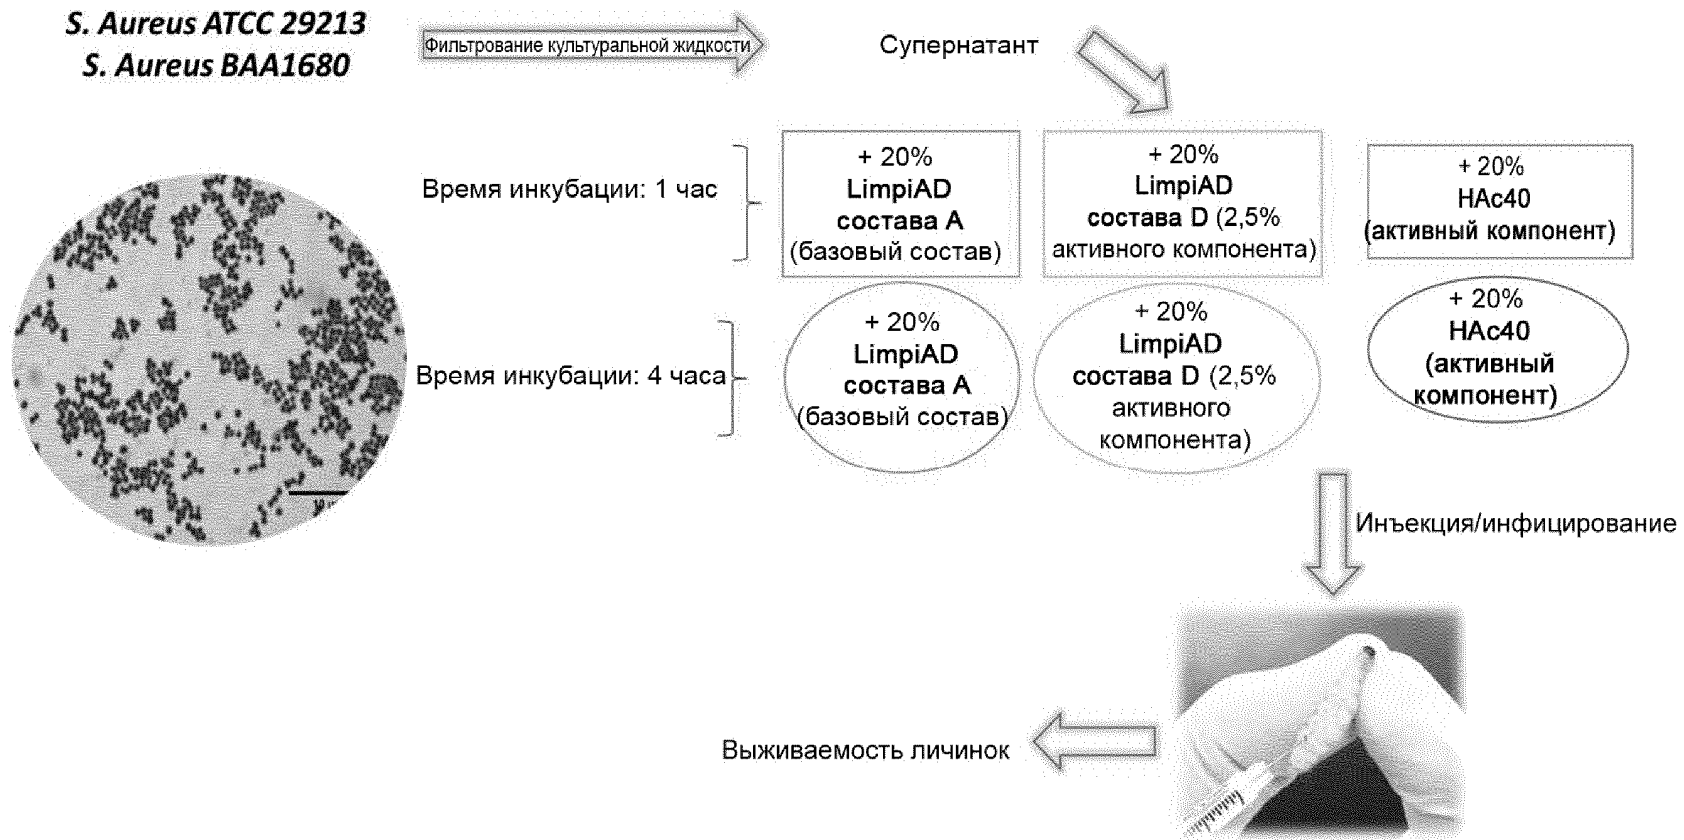 S. Aureus ATCC 29213
S. Aureus BAA1680
Фильтрование культуральной жидкости
Супернатант
Время инкубации: 1 час
+ 20%
LimpiAD
состава А
(базовый состав)
+ 20%
LimpiAD
состава D (2,5%
активного компонента)
+ 20%
HAc40
(активный компонент)
Время инкубации: 4 часа
+ 20%
LimpiAD
состава А
(базовый состав)
+ 20%
LimpiAD
состава D (2,5%
активного
компонента)
+ 20%
HAc40
(активный
компонент)
Инъекция/инфицирование
Выживаемость личинок